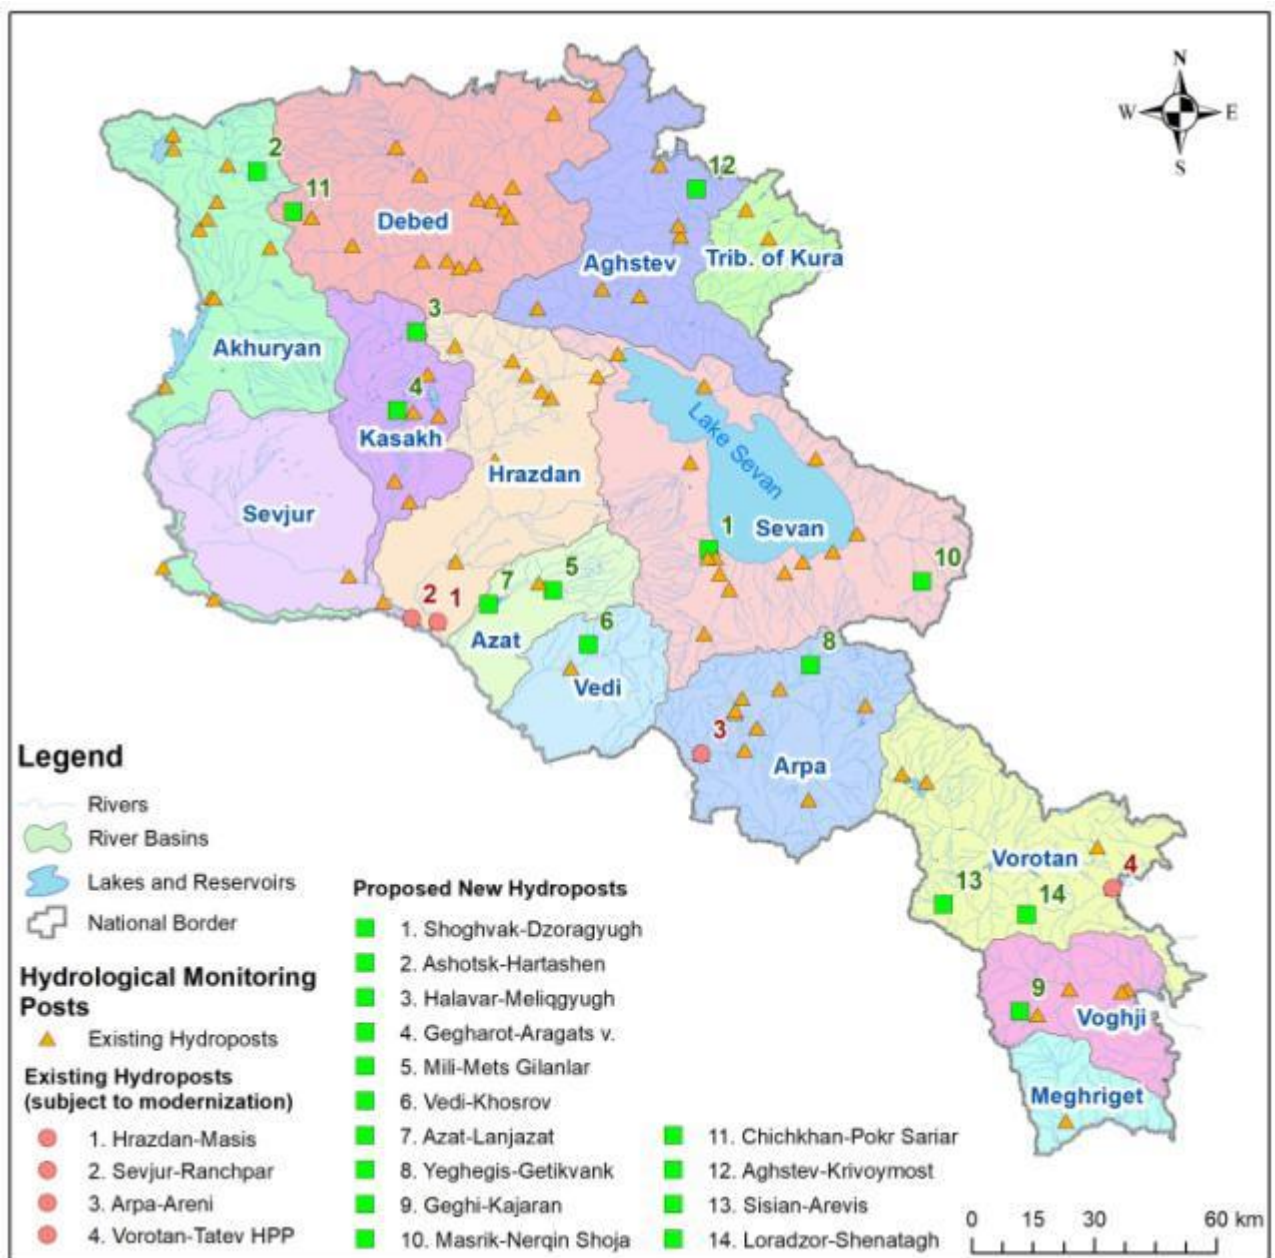 N
W E
S
2
12
11
Debed
Aghstev
Trib. of Kura
3
Akhuryan
4
Kasakh
Lake Sevan
Hrazdan
Sevjur
1
Sevan
10
5
7
2 1
6
Azat
8
Vedi
3
Arpa
Vorotan
4
13
14
9
Voghji
Meghriget
Legend
Rivers
River Basins
Lakes and Reservoirs
National Border
Hydrological Monitoring
Posts
Existing Hydroposts
Existing Hydroposts
(subject to modernization)
1. Hrazdan-Masis
2. Sevjur-Ranchpar
3. Arpa-Areni
4. Vorotan-Tatev HPP
Proposed New Hydroposts
1. Shoghvak-Dzoragyugh
2. Ashotsk-Hartashen
3. Halavar-Meliqgyugh
4. Gegharot-Aragats v.
5. Mili-Mets Gilanlar
6. Vedi-Khosrov
7. Azat-Lanjazat
8. Yeghegis-Getikvank
9. Geghi-Kajaran
10. Masrik-Nerqin Shoja
11. Chichkhan-Pokr Sariar
12. Aghstev-Krivoymost
13. Sisian-Arevis
14. Loradzor-Shenatagh
0 15 30 60 km